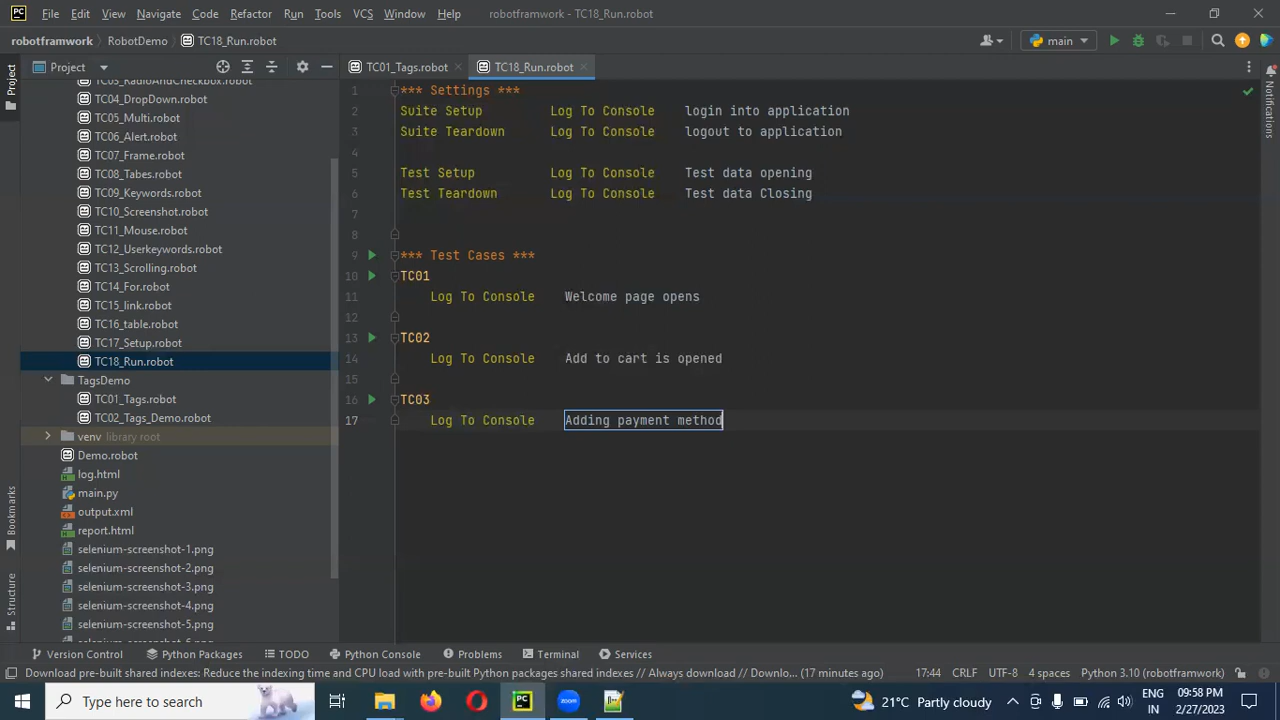 PC File Edit View Navigate Code Refactor Run Tools VCS Window Help robotframwork - TC18_Run.robot
robotframwork RobotDemo TC18_Run.robot main
Project TC01_Tags.robot TC18_Run.robot
Project
Bookmarks
Structure
Notifications
TC03_RadioAndCheckbox.robot
TC04_DropDown.robot
TC05_Multi.robot
TC06_Alert.robot
TC07_Frame.robot
TC08_Tabes.robot
TC09_Keywords.robot
TC10_Screenshot.robot
TC11_Mouse.robot
TC12_Userkeywords.robot
TC13_Scrolling.robot
TC14_For.robot
TC15_link.robot
TC16_table.robot
TC17_Setup.robot
TC18_Run.robot
TagsDemo
TC01_Tags.robot
TC02_Tags_Demo.robot
venv library root
Demo.robot
log.html
main.py
output.xml
report.html
selenium-screenshot-1.png
selenium-screenshot-2.png
selenium-screenshot-3.png
selenium-screenshot-4.png
selenium-screenshot-5.png
1 *** Settings ***
2 Suite Setup Log To Console login into application
3 Suite Teardown Log To Console logout to application
4
5 Test Setup Log To Console Test data opening
6 Test Teardown Log To Console Test data Closing
7
8
9 *** Test Cases ***
10 TC01
11 Log To Console Welcome page opens
12
13 TC02
14 Log To Console Add to cart is opened
15
16 TC03
17 Log To Console Adding payment method
Version Control Python Packages TODO Python Console Problems Terminal Services
Download pre-built shared indexes: Reduce the indexing time and CPU load with pre-built Python packages shared indexes // Always download // Downlo... (17 minutes ago) 17:44 CRLF UTF-8 4 spaces Python 3.10 (robotframwork)
Type here to search PC zoom 21°C Partly cloudy ENG IN 09:58 PM 2/27/2023